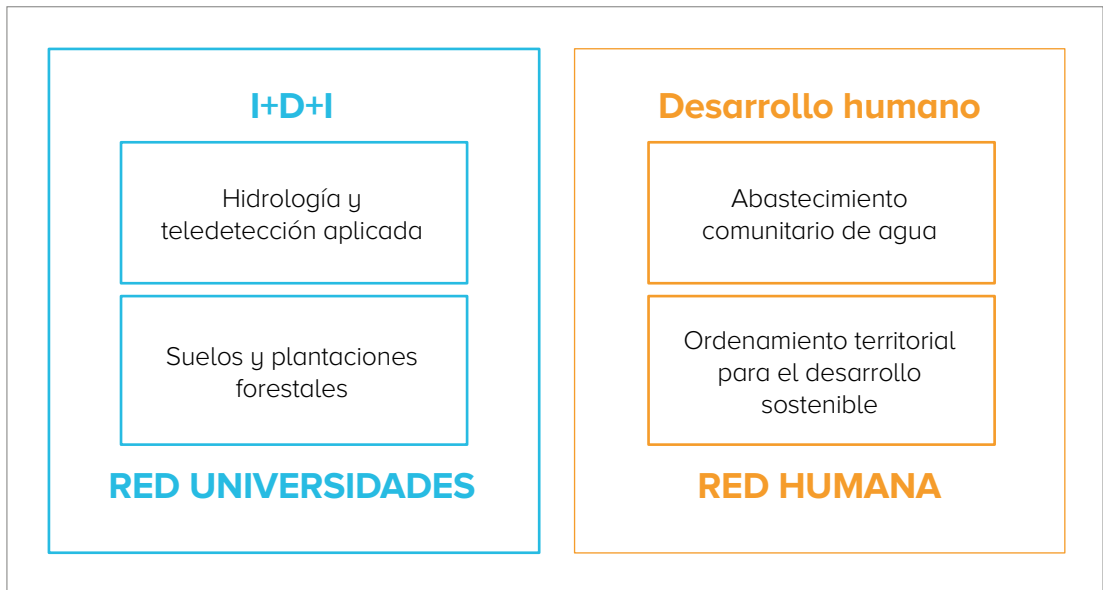 I+D+I
Hidrología y
teledetección aplicada
Suelos y plantaciones
forestales
RED UNIVERSIDADES
Desarrollo humano
Abastecimiento
comunitario de agua
Ordenamiento territorial
para el desarrollo
sostenible
RED HUMANA